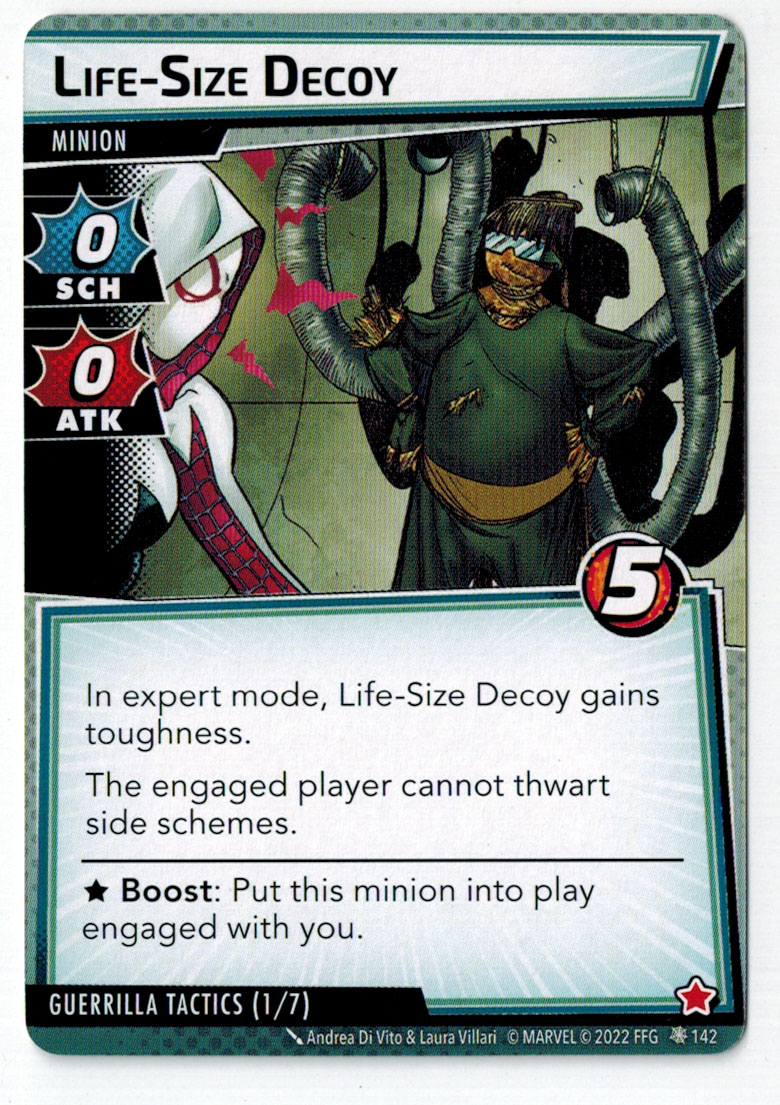 LIFE-SIZE DECOY
MINION
0
SCH
0
ATK
5
In expert mode, Life-Size Decoy gains
toughness.
The engaged player cannot thwart
side schemes.
★ Boost: Put this minion into play
engaged with you.
GUERRILLA TACTICS (1/7)
Andrea Di Vito & Laura Villari © MARVEL © 2022 FFG 142